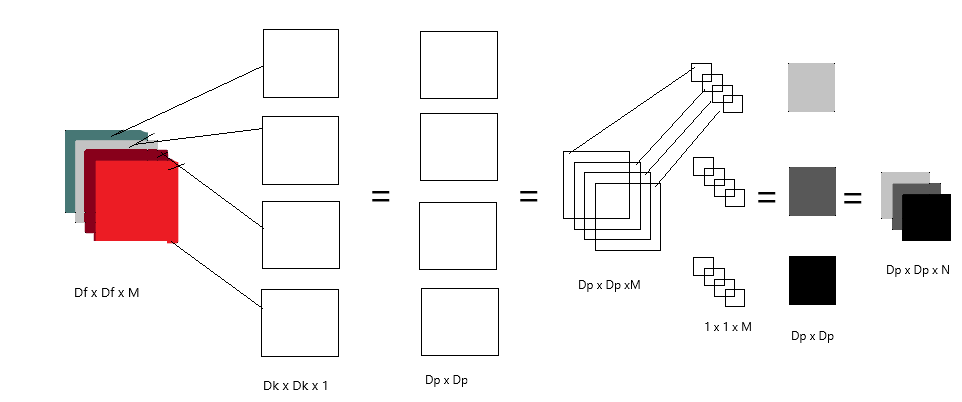 =
=
=
=
Df x Df x M
Dk x Dk x 1
Dp x Dp
Dp x Dp xM
1 x 1 x M
Dp x Dp
Dp x Dp x N